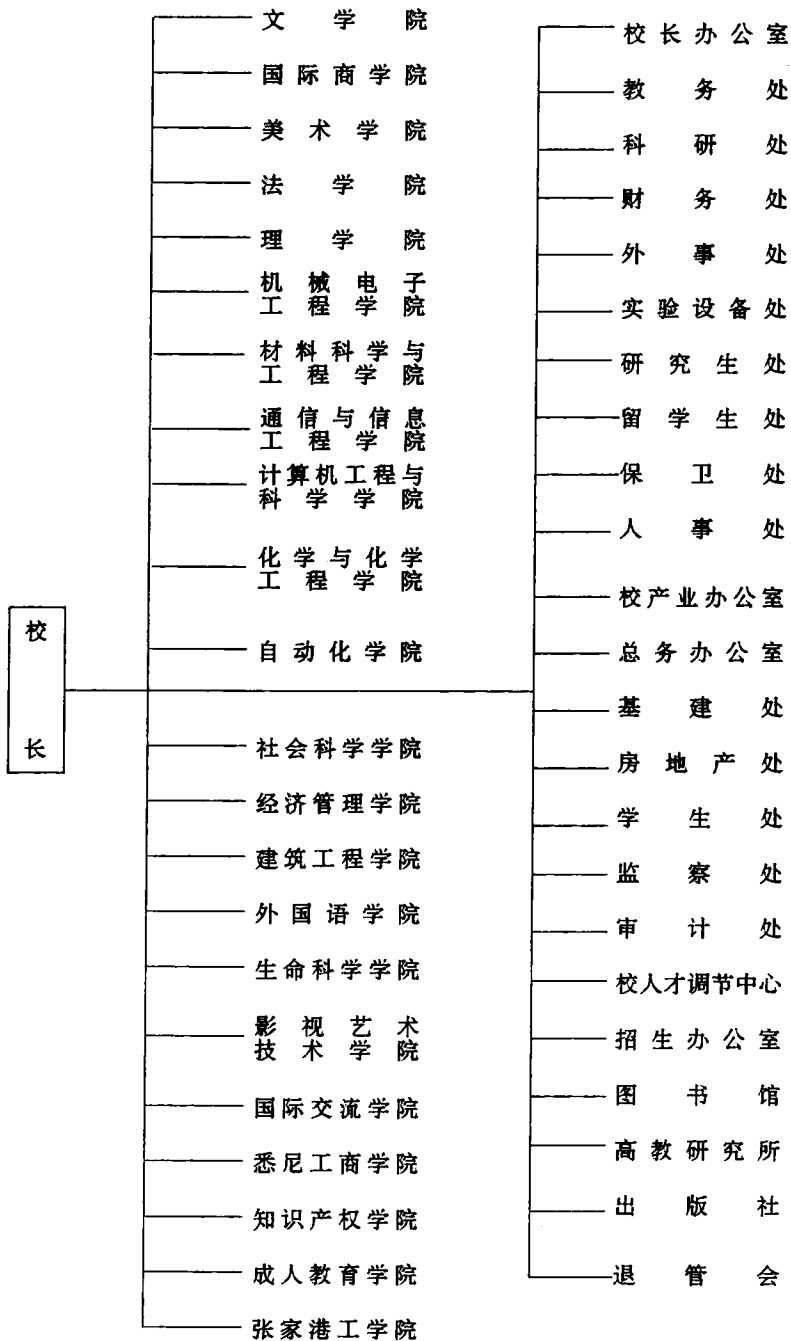 校长
文学院
国际商学院
美术学院
法学院
理学院
机械电子
工程学院
材料科学与
工程学院
通信与信息
工程学院
计算机工程与
科学学院
化学与化学
工程学院
自动化学院
社会科学学院
经济管理学院
建筑工程学院
外国语学院
生命科学学院
影视艺术
技术学院
国际交流学院
悉尼工商学院
知识产权学院
成人教育学院
张家港工学院
校长办公室
教务处
科研处
财务处
外事处
实验设备处
研究生处
留学生处
保卫处
人事处
校产业办公室
总务办公室
基建处
房地产处
学生处
监察处
审计处
校人才调节中心
招生办公室
图书馆
高教研究所
出版社
退管会